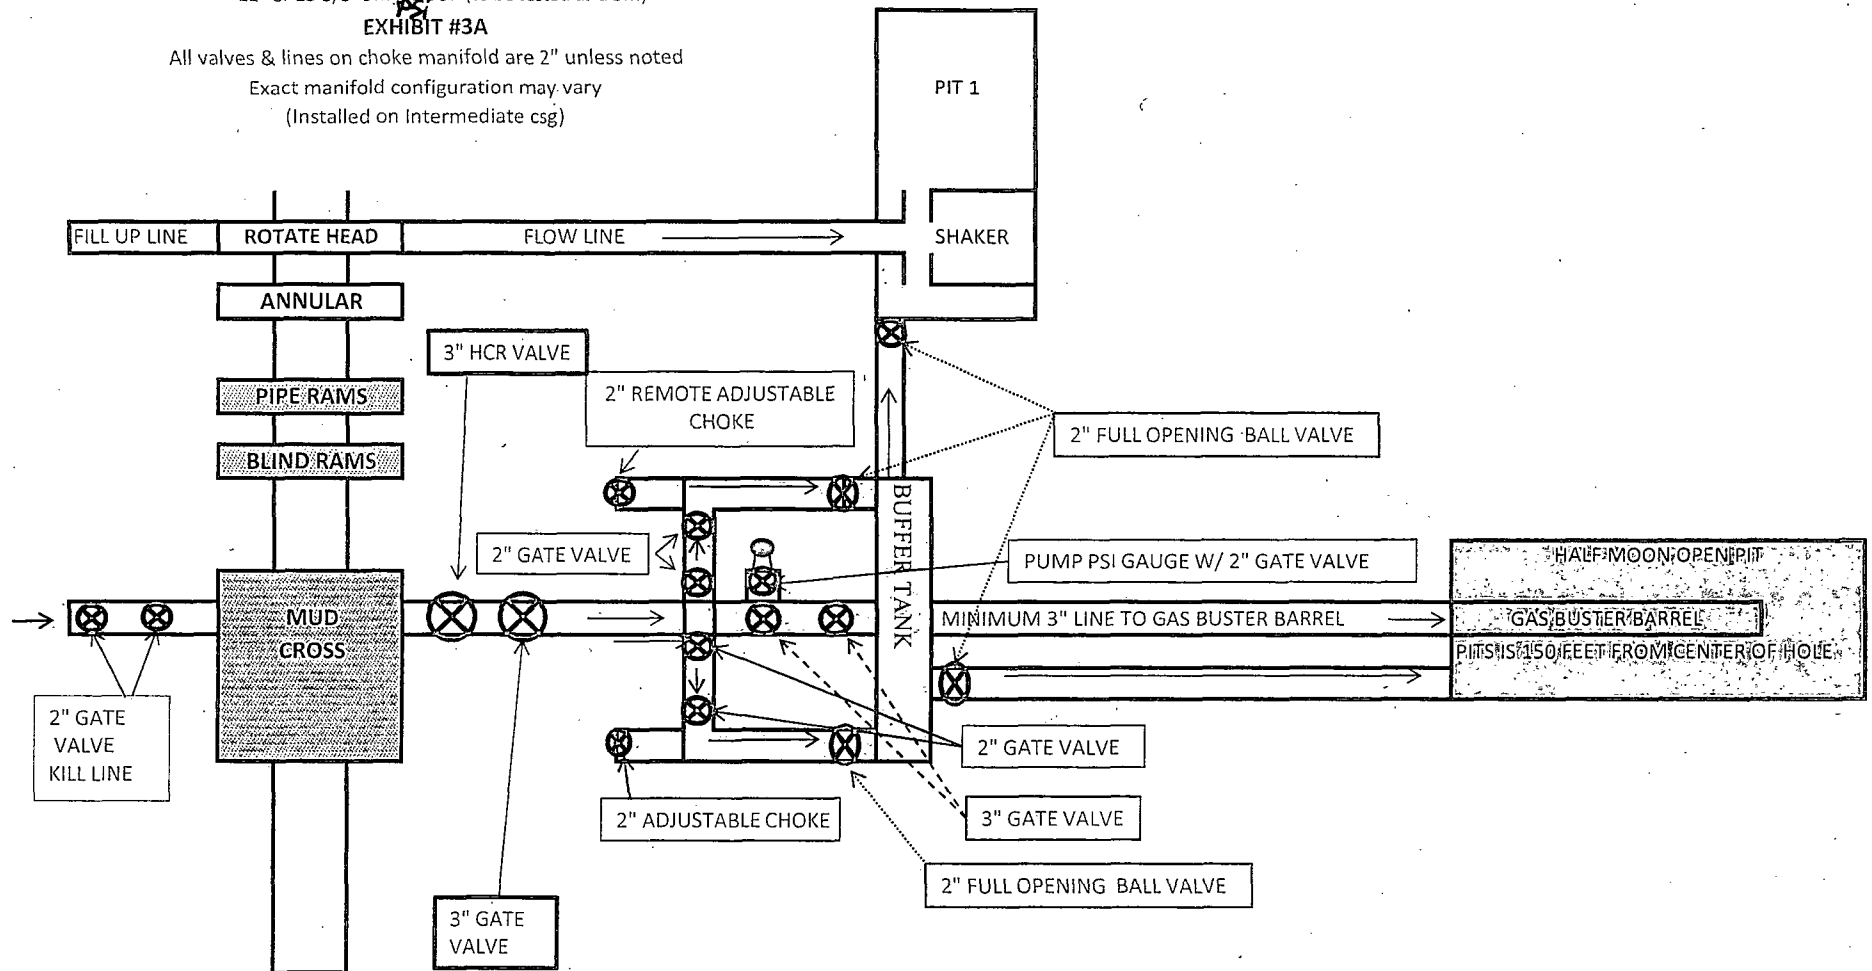 EXHIBIT #3A
All valves & lines on choke manifold are 2" unless noted
Exact manifold configuration may vary
(Installed on Intermediate csg)
PIT 1
FILL UP LINE
ROTATE HEAD
FLOW LINE
SHAKER
ANNULAR
3" HCR VALVE
PIPE RAMS
2" REMOTE ADJUSTABLE
CHOKE
2" FULL OPENING BALL VALVE
BLIND RAMS
BUFFER TANK
2" GATE VALVE
PUMP PSI GAUGE W/ 2" GATE VALVE
HALF MOON OPEN PIT
MUD
CROSS
MINIMUM 3" LINE TO GAS BUSTER BARREL
GAS BUSTER BARREL
PITS IS 150 FEET FROM CENTER OF HOLE
2" GATE
VALVE
KILL LINE
2" GATE VALVE
2" ADJUSTABLE CHOKE
3" GATE VALVE
2" FULL OPENING BALL VALVE
3" GATE
VALVE